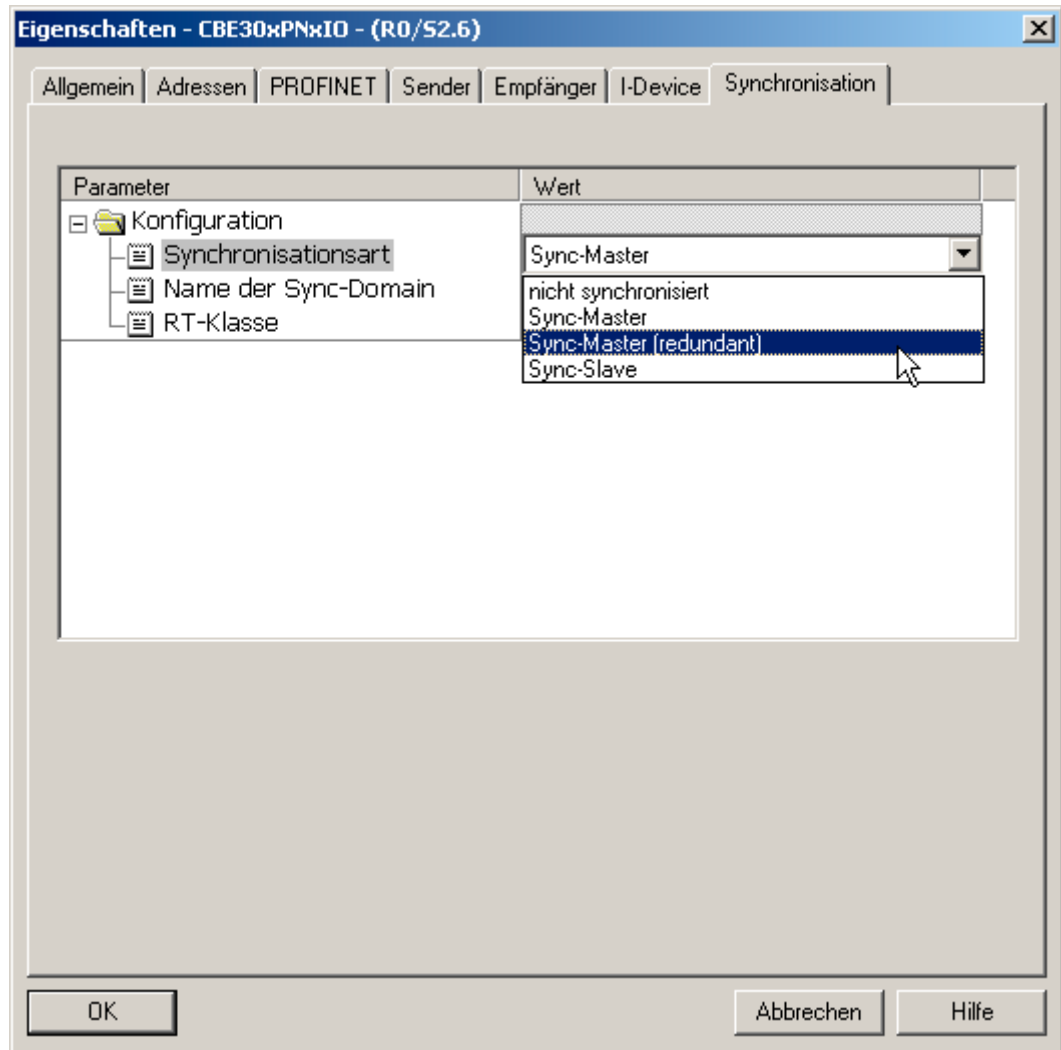 Eigenschaften - CBE30xPNxIO - (R0/S2.6)
Allgemein Adressen PROFINET Sender Empfänger I-Device Synchronisation
Parameter Wert
Konfiguration
Synchronisationsart Sync-Master
Name der Sync-Domain nicht synchronisiert
Sync-Master
RT-Klasse Sync-Master (redundant)
Sync-Slave
OK Abbrechen Hilfe